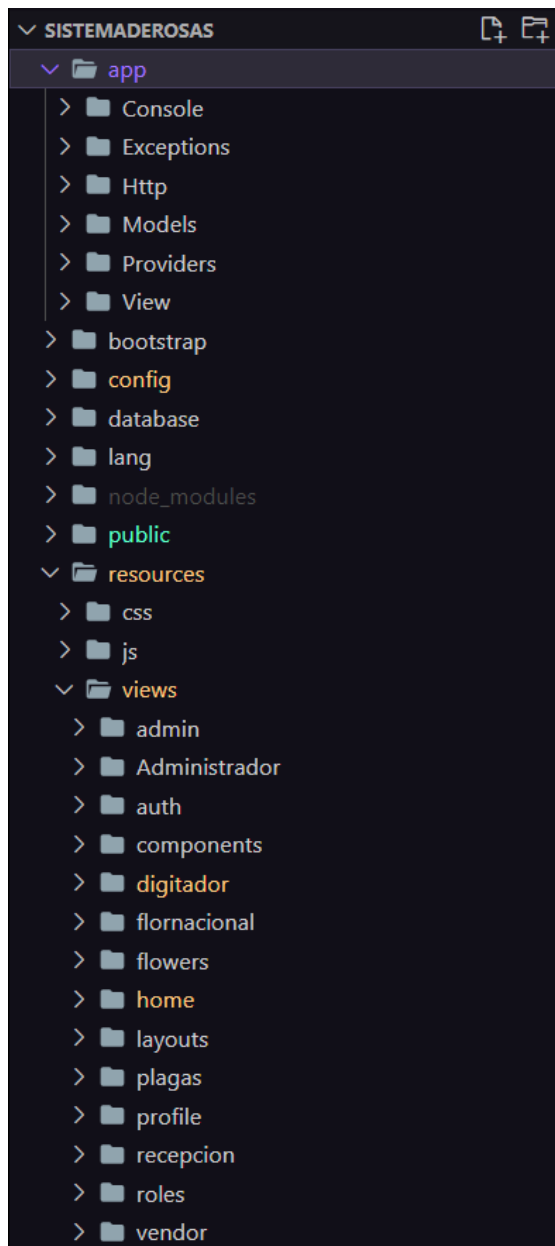 SISTEMADEROSAS
app
Console
Exceptions
Http
Models
Providers
View
bootstrap
config
database
lang
node_modules
public
resources
css
js
views
admin
Administrador
auth
components
digitador
flornacional
flowers
home
layouts
plagas
profile
recepcion
roles
vendor